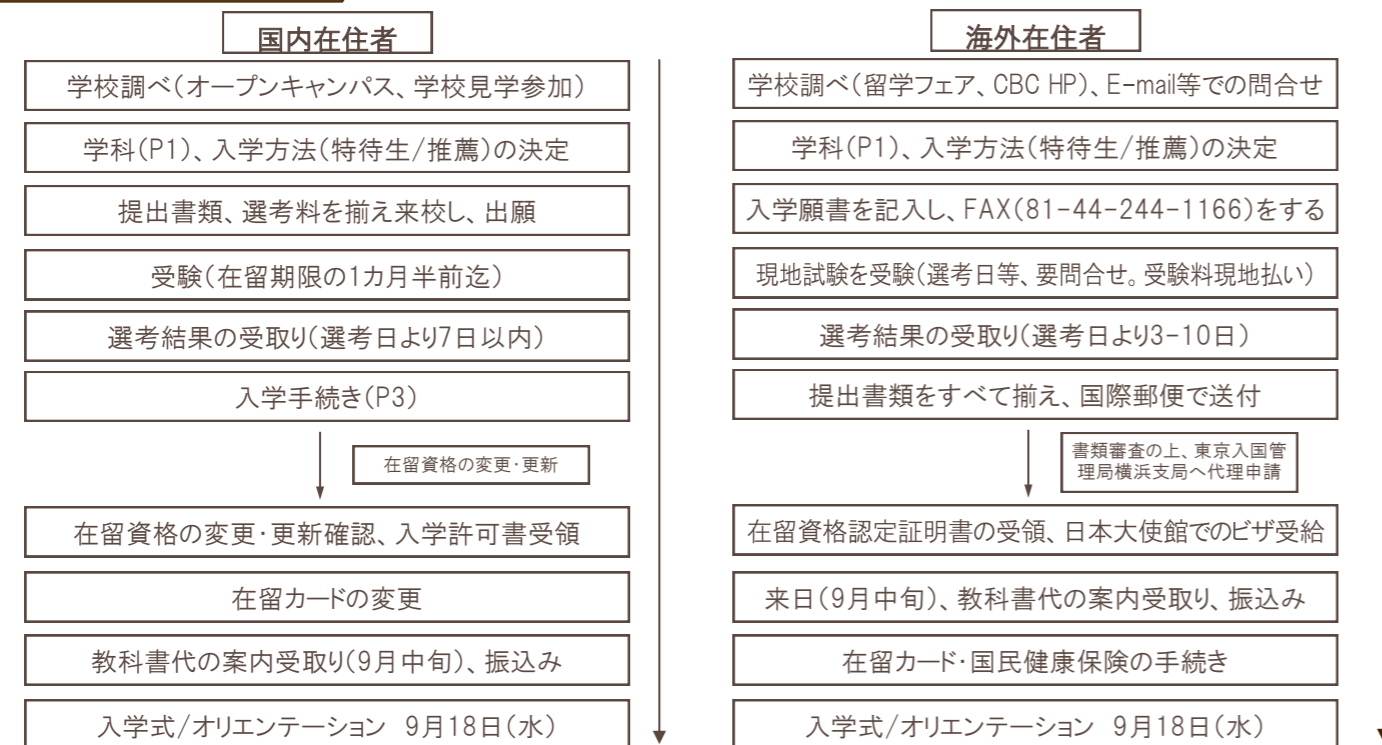 国内在住者
学校調べ(オープンキャンパス、学校見学参加)
学科(P1)、入学方法(特待生/推薦)の決定
提出書類、選考料を揃え来校し、出願
受験(在留期限の1カ月半前迄)
選考結果の受取り(選考日より7日以内)
入学手続き(P3)
在留資格の変更・更新
在留資格の変更・更新確認、入学許可書受領
在留カードの変更
教科書代の案内受取り(9月中旬)、振込み
入学式/オリエンテーション 9月18日(水)
海外在住者
学校調べ(留学フェア、CBC HP)、E-mail等での問合せ
学科(P1)、入学方法(特待生/推薦)の決定
入学願書を記入し、FAX(81-44-244-1166)をする
現地試験を受験(選考日等、要問合せ。受験料現地払い)
選考結果の受取り(選考日より3-10日)
提出書類をすべて揃え、国際郵便で送付
書類審査の上、東京入国管
理局横浜支局へ代理申請
在留資格認定証明書の受領、日本大使館でのビザ受給
来日(9月中旬)、教科書代の案内受取り、振込み
在留カード・国民健康保険の手続き
入学式/オリエンテーション 9月18日(水)